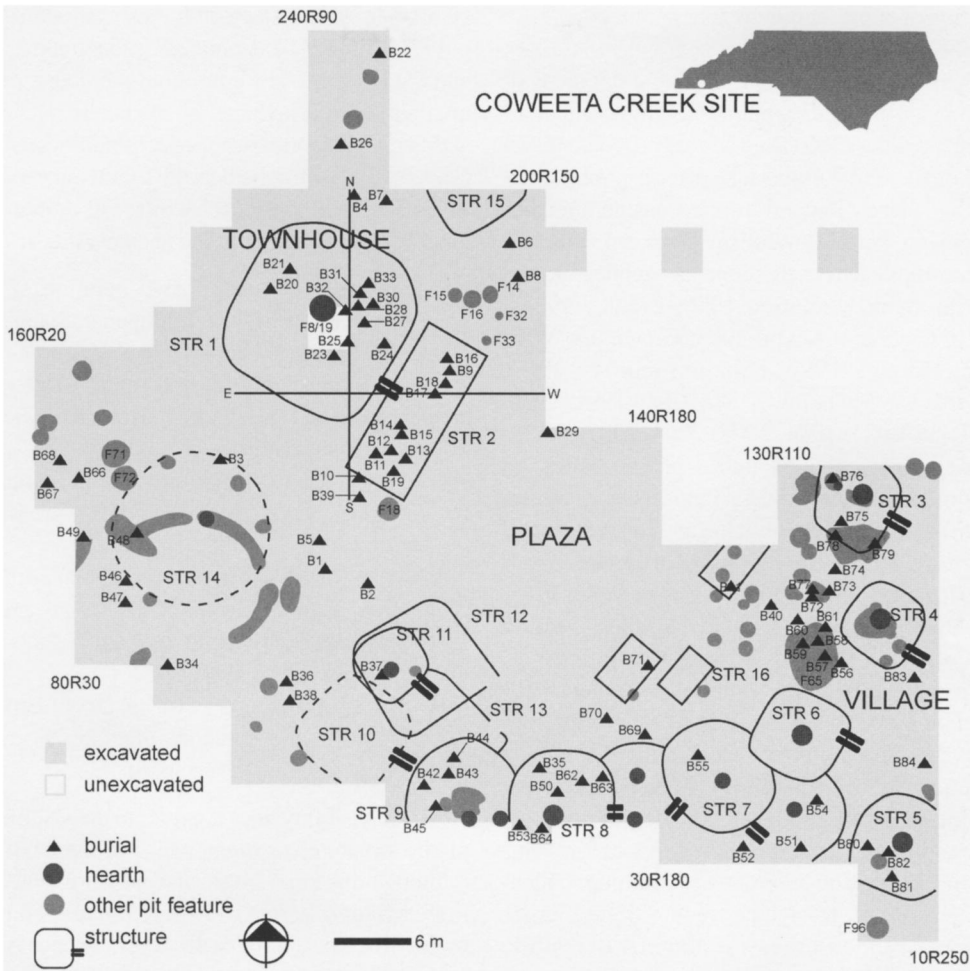 240R90
B22
COWEETA CREEK SITE
B26
N
B7
B4
200R150
STR 15
TOWNHOUSE
B6
B21
B20
B31
B33
B8
B32
B30
B28
B27
F15
F14
F16
F32
F8/19
160R20
STR 1
B25
B23
B24
F33
B16
B9
B18
B17
E
W
B14
B15
STR 2
B29
140R180
B12
B13
B11
B19
B10
B39
S
F18
130R110
B68
F71
B3
B66
F72
B67
B76
STR 3
B75
B78
B79
B49
B48
B5
PLAZA
B1
STR 14
B46
B47
B2
B74
B77
B73
B72
B40
B61
STR 4
B60
B58
B59
B57
B56
F65
B83
STR 12
STR 11
B37
B34
B36
B38
80R30
B71
STR 16
VILLAGE
STR 13
STR 10
B70
B69
STR 6
B44
B42
B43
STR 9
B45
B35
B62
B50
B63
B53
B64
STR 8
B55
STR 7
B54
B84
STR 5
B52
B51
B80
B82
B81
30R180
F96
10R250
excavated
unexcavated
burial
hearth
other pit feature
structure
6 m